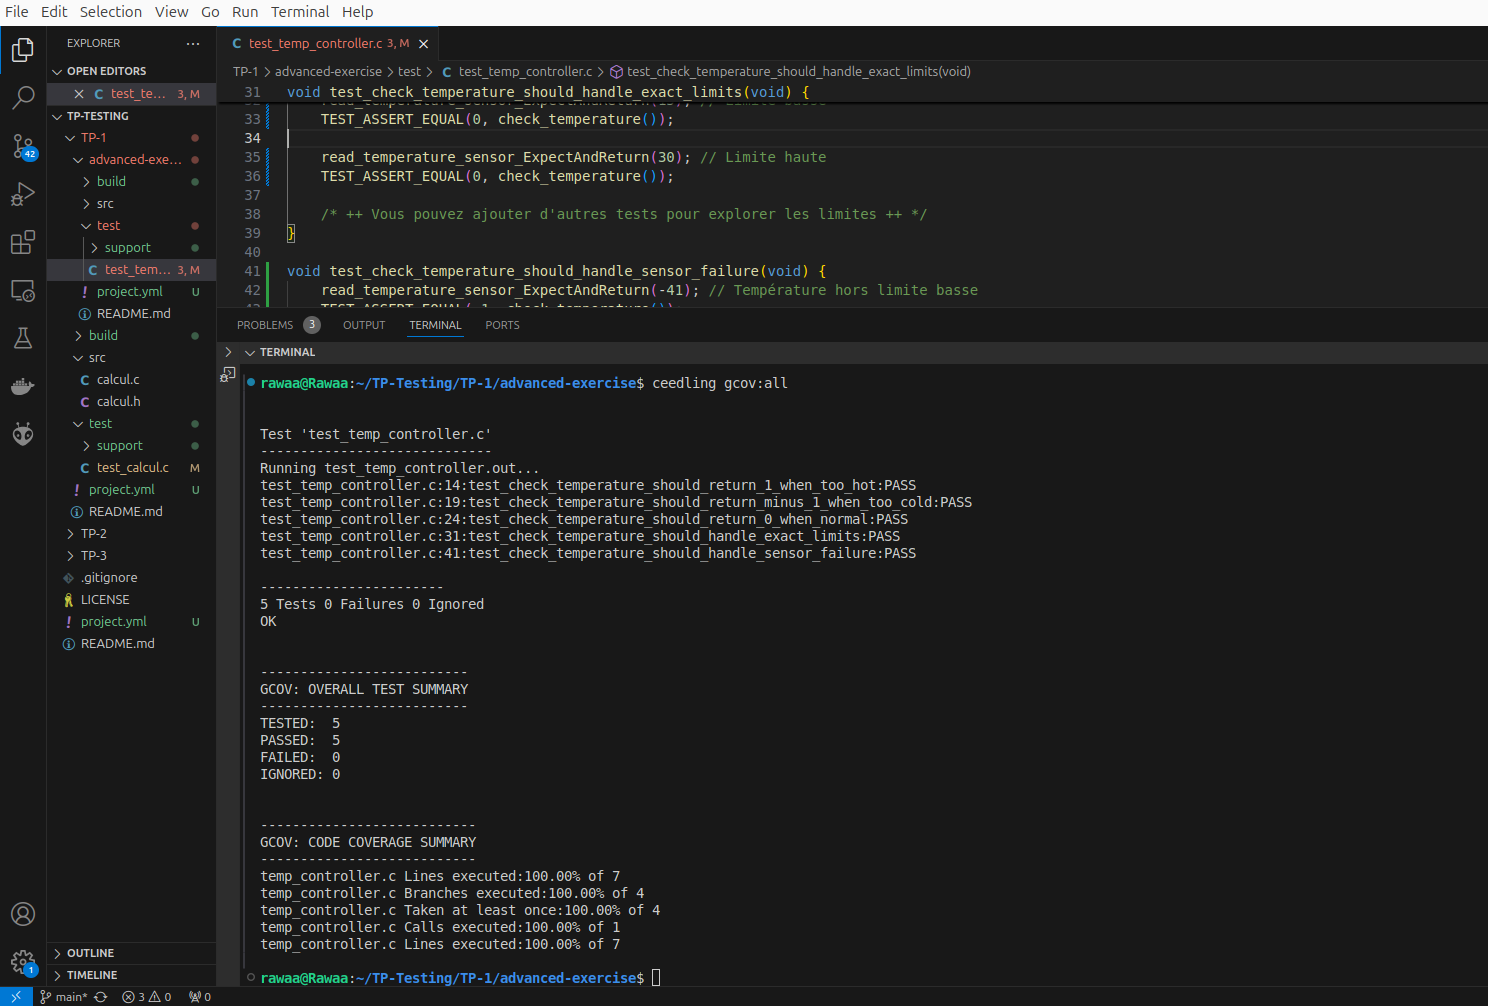 File Edit Selection View Go Run Terminal Help
EXPLORER
OPEN EDITORS
test_te... 3, M
TP-TESTING
TP-1
advanced-exe...
build
src
test
support
test_tem... 3, M
project.yml U
README.md
build
src
calcul.c
calcul.h
test
support
test_calcul.c M
project.yml U
README.md
TP-2
TP-3
.gitignore
LICENSE
project.yml U
README.md
OUTLINE
TIMELINE
42
1
test_temp_controller.c 3, M
TP-1 > advanced-exercise > test > C test_temp_controller.c > test_check_temperature_should_handle_exact_limits(void)
31 void test_check_temperature_should_handle_exact_limits(void) {
32 read_temperature_sensor_ExpectAndReturn(15); // Limite basse
33 TEST_ASSERT_EQUAL(0, check_temperature());
34
35 read_temperature_sensor_ExpectAndReturn(30); // Limite haute
36 TEST_ASSERT_EQUAL(0, check_temperature());
37
38 /* ++ Vous pouvez ajouter d'autres tests pour explorer les limites ++ */
39 }
40
41 void test_check_temperature_should_handle_sensor_failure(void) {
42 read_temperature_sensor_ExpectAndReturn(-41); // Température hors limite basse
PROBLEMS 3 OUTPUT TERMINAL PORTS
TERMINAL
rawaa@Rawaa:~/TP-Testing/TP-1/advanced-exercise$ ceedling gcov:all
Test 'test_temp_controller.c'
-----------------------------
Running test_temp_controller.out...
test_temp_controller.c:14:test_check_temperature_should_return_1_when_too_hot:PASS
test_temp_controller.c:19:test_check_temperature_should_return_minus_1_when_too_cold:PASS
test_temp_controller.c:24:test_check_temperature_should_return_0_when_normal:PASS
test_temp_controller.c:31:test_check_temperature_should_handle_exact_limits:PASS
test_temp_controller.c:41:test_check_temperature_should_handle_sensor_failure:PASS
-----------------------
5 Tests 0 Failures 0 Ignored
OK
--------------------------
GCOV: OVERALL TEST SUMMARY
--------------------------
TESTED: 5
PASSED: 5
FAILED: 0
IGNORED: 0
---------------------------
GCOV: CODE COVERAGE SUMMARY
---------------------------
temp_controller.c Lines executed:100.00% of 7
temp_controller.c Branches executed:100.00% of 4
temp_controller.c Taken at least once:100.00% of 4
temp_controller.c Calls executed:100.00% of 1
temp_controller.c Lines executed:100.00% of 7
rawaa@Rawaa:~/TP-Testing/TP-1/advanced-exercise$
main* 3 0 0